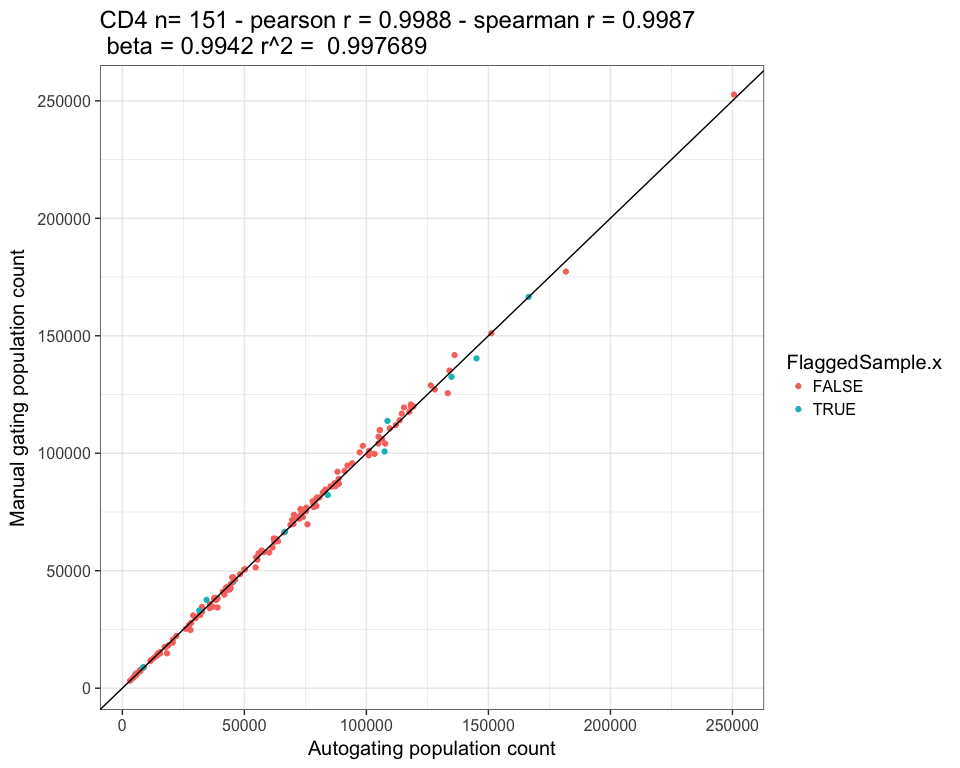 CD4 n= 151 - pearson r = 0.9988 - spearman r = 0.9987
beta = 0.9942 r^2 =  0.997689
250000
200000
150000
100000
50000
0
Manual gating population count
0 50000 100000 150000 200000 250000
Autogating population count
FlaggedSample.x
FALSE
TRUE